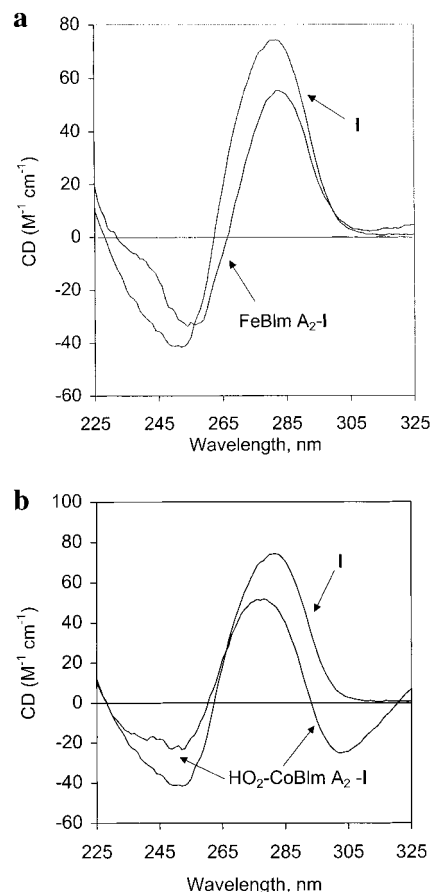 a
80
60
40
20
0
-20
-40
-60
CD (M⁻¹ cm⁻¹)
I
FeBlm A₂-I
225 245 265 285 305 325
Wavelength, nm
b
100
80
60
40
20
0
-20
-40
-60
CD (M⁻¹ cm⁻¹)
I
HO₂-CoBlm A₂ -I
225 245 265 285 305 325
Wavelength, nm